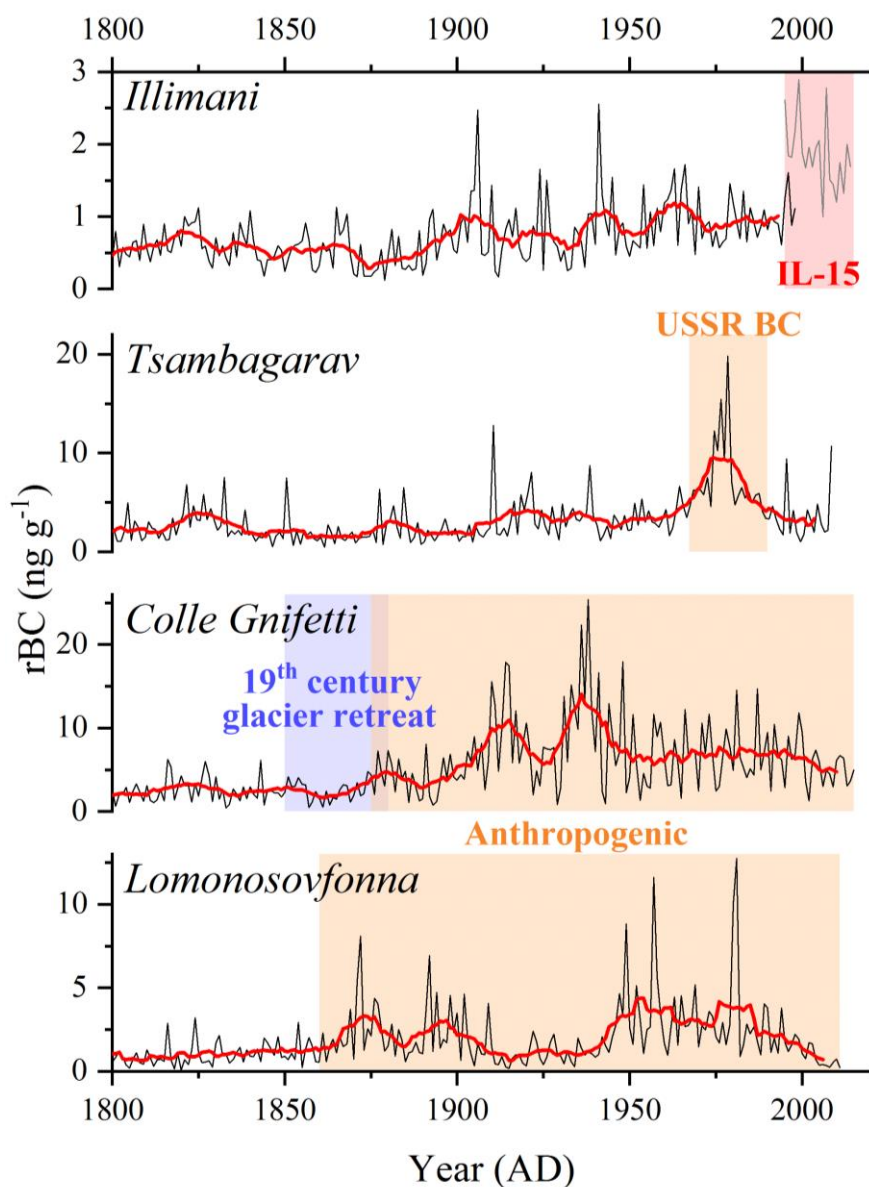 1800 1850 1900 1950 2000
3
Illimani
2
1
0
IL-15
USSR BC
20
Tsambagarav
10
0
rBC (ng g-1)
Colle Gnifetti
20
19th century
glacier retreat
10
0
Anthropogenic
Lomonosovfonna
10
5
0
1800 1850 1900 1950 2000
Year (AD)